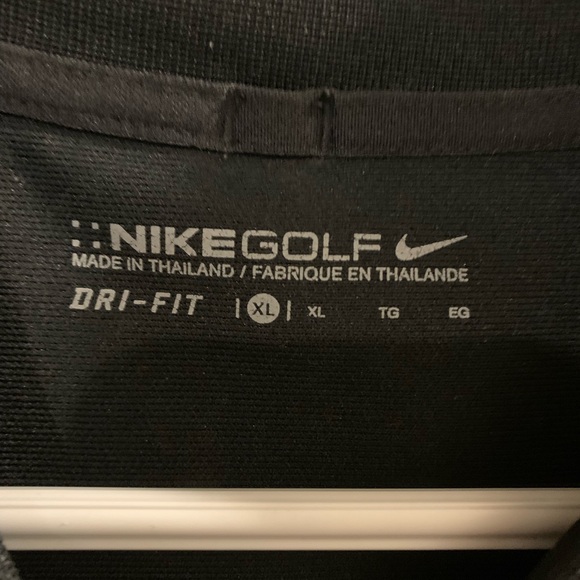 NIKEGOLF
MADE IN THAILAND / FABRIQUE EN THAILANDE
DRI-FIT | XL | XL TG EG